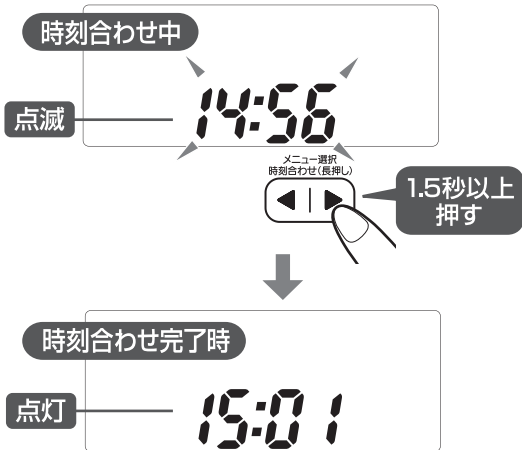 時刻合わせ中
点滅
14:56
メニュー選択
時刻合わせ(長押し)
◀ | ▶
1.5秒以上
押す
時刻合わせ完了時
点灯
15:01